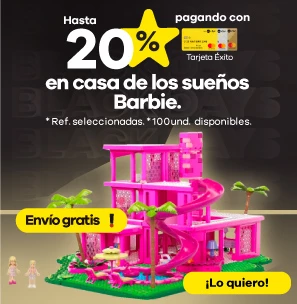 Hasta
20%
pagando con
Tarjeta Éxito
en casa de los sueños
Barbie.
*Ref. seleccionadas. *100und. disponibles.
Envío gratis !
¡Lo quiero!